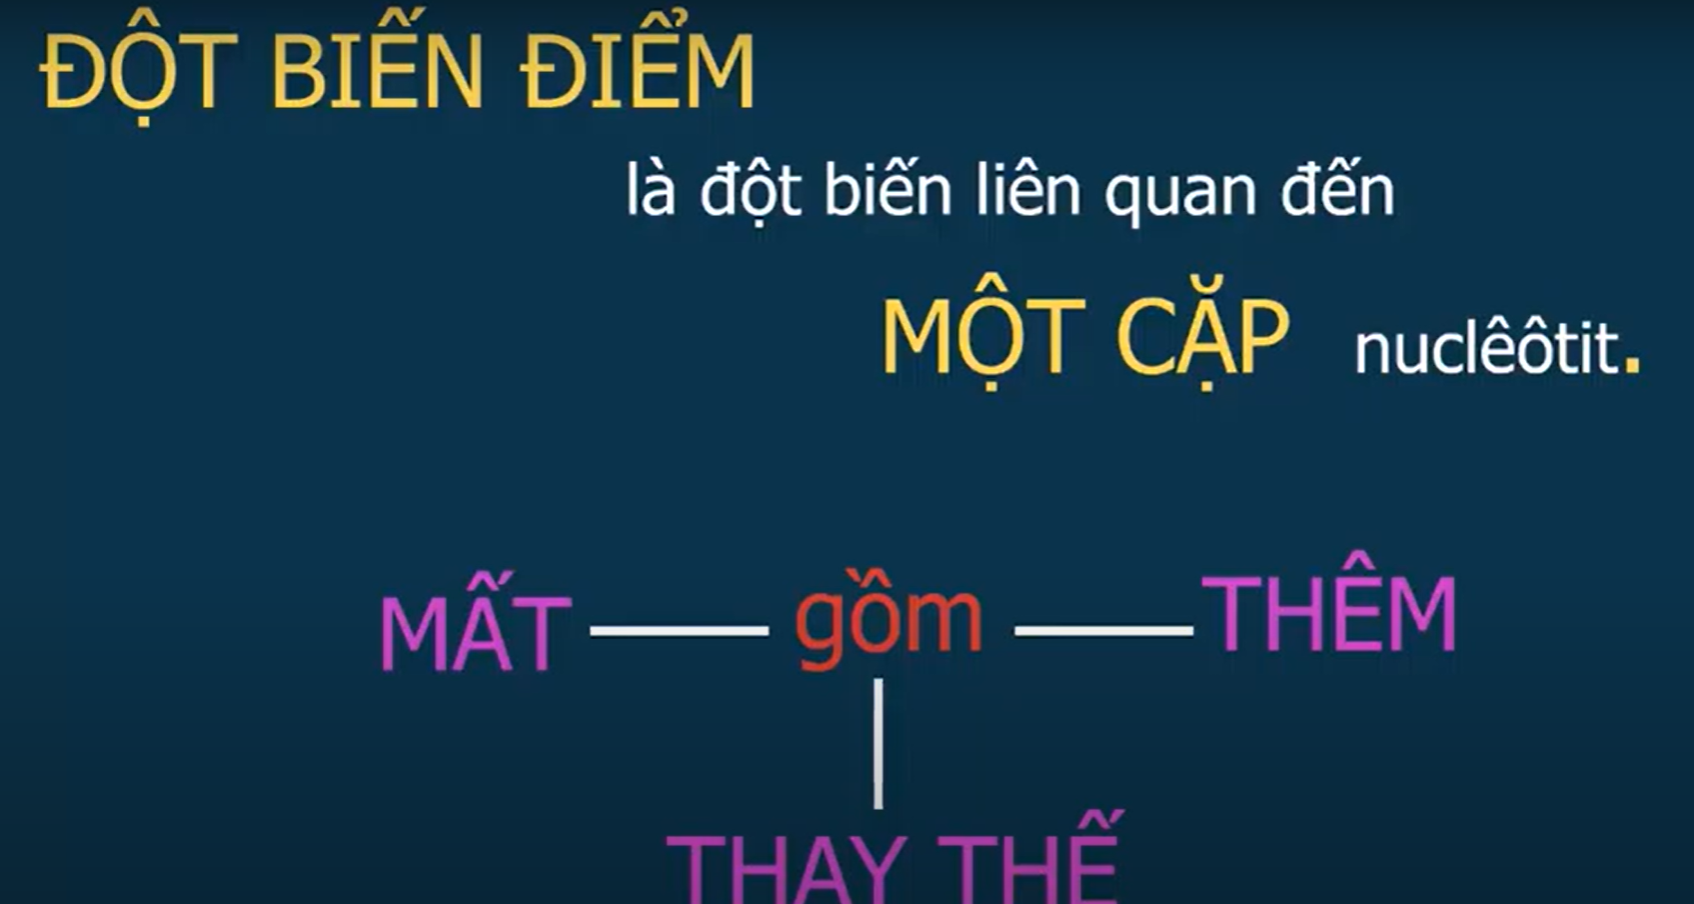 ĐỘT BIẾN ĐIỂM
là đột biến liên quan đến
MỘT CẶP nuclêôtit.
MẤT gồm THÊM
THAY THẾ